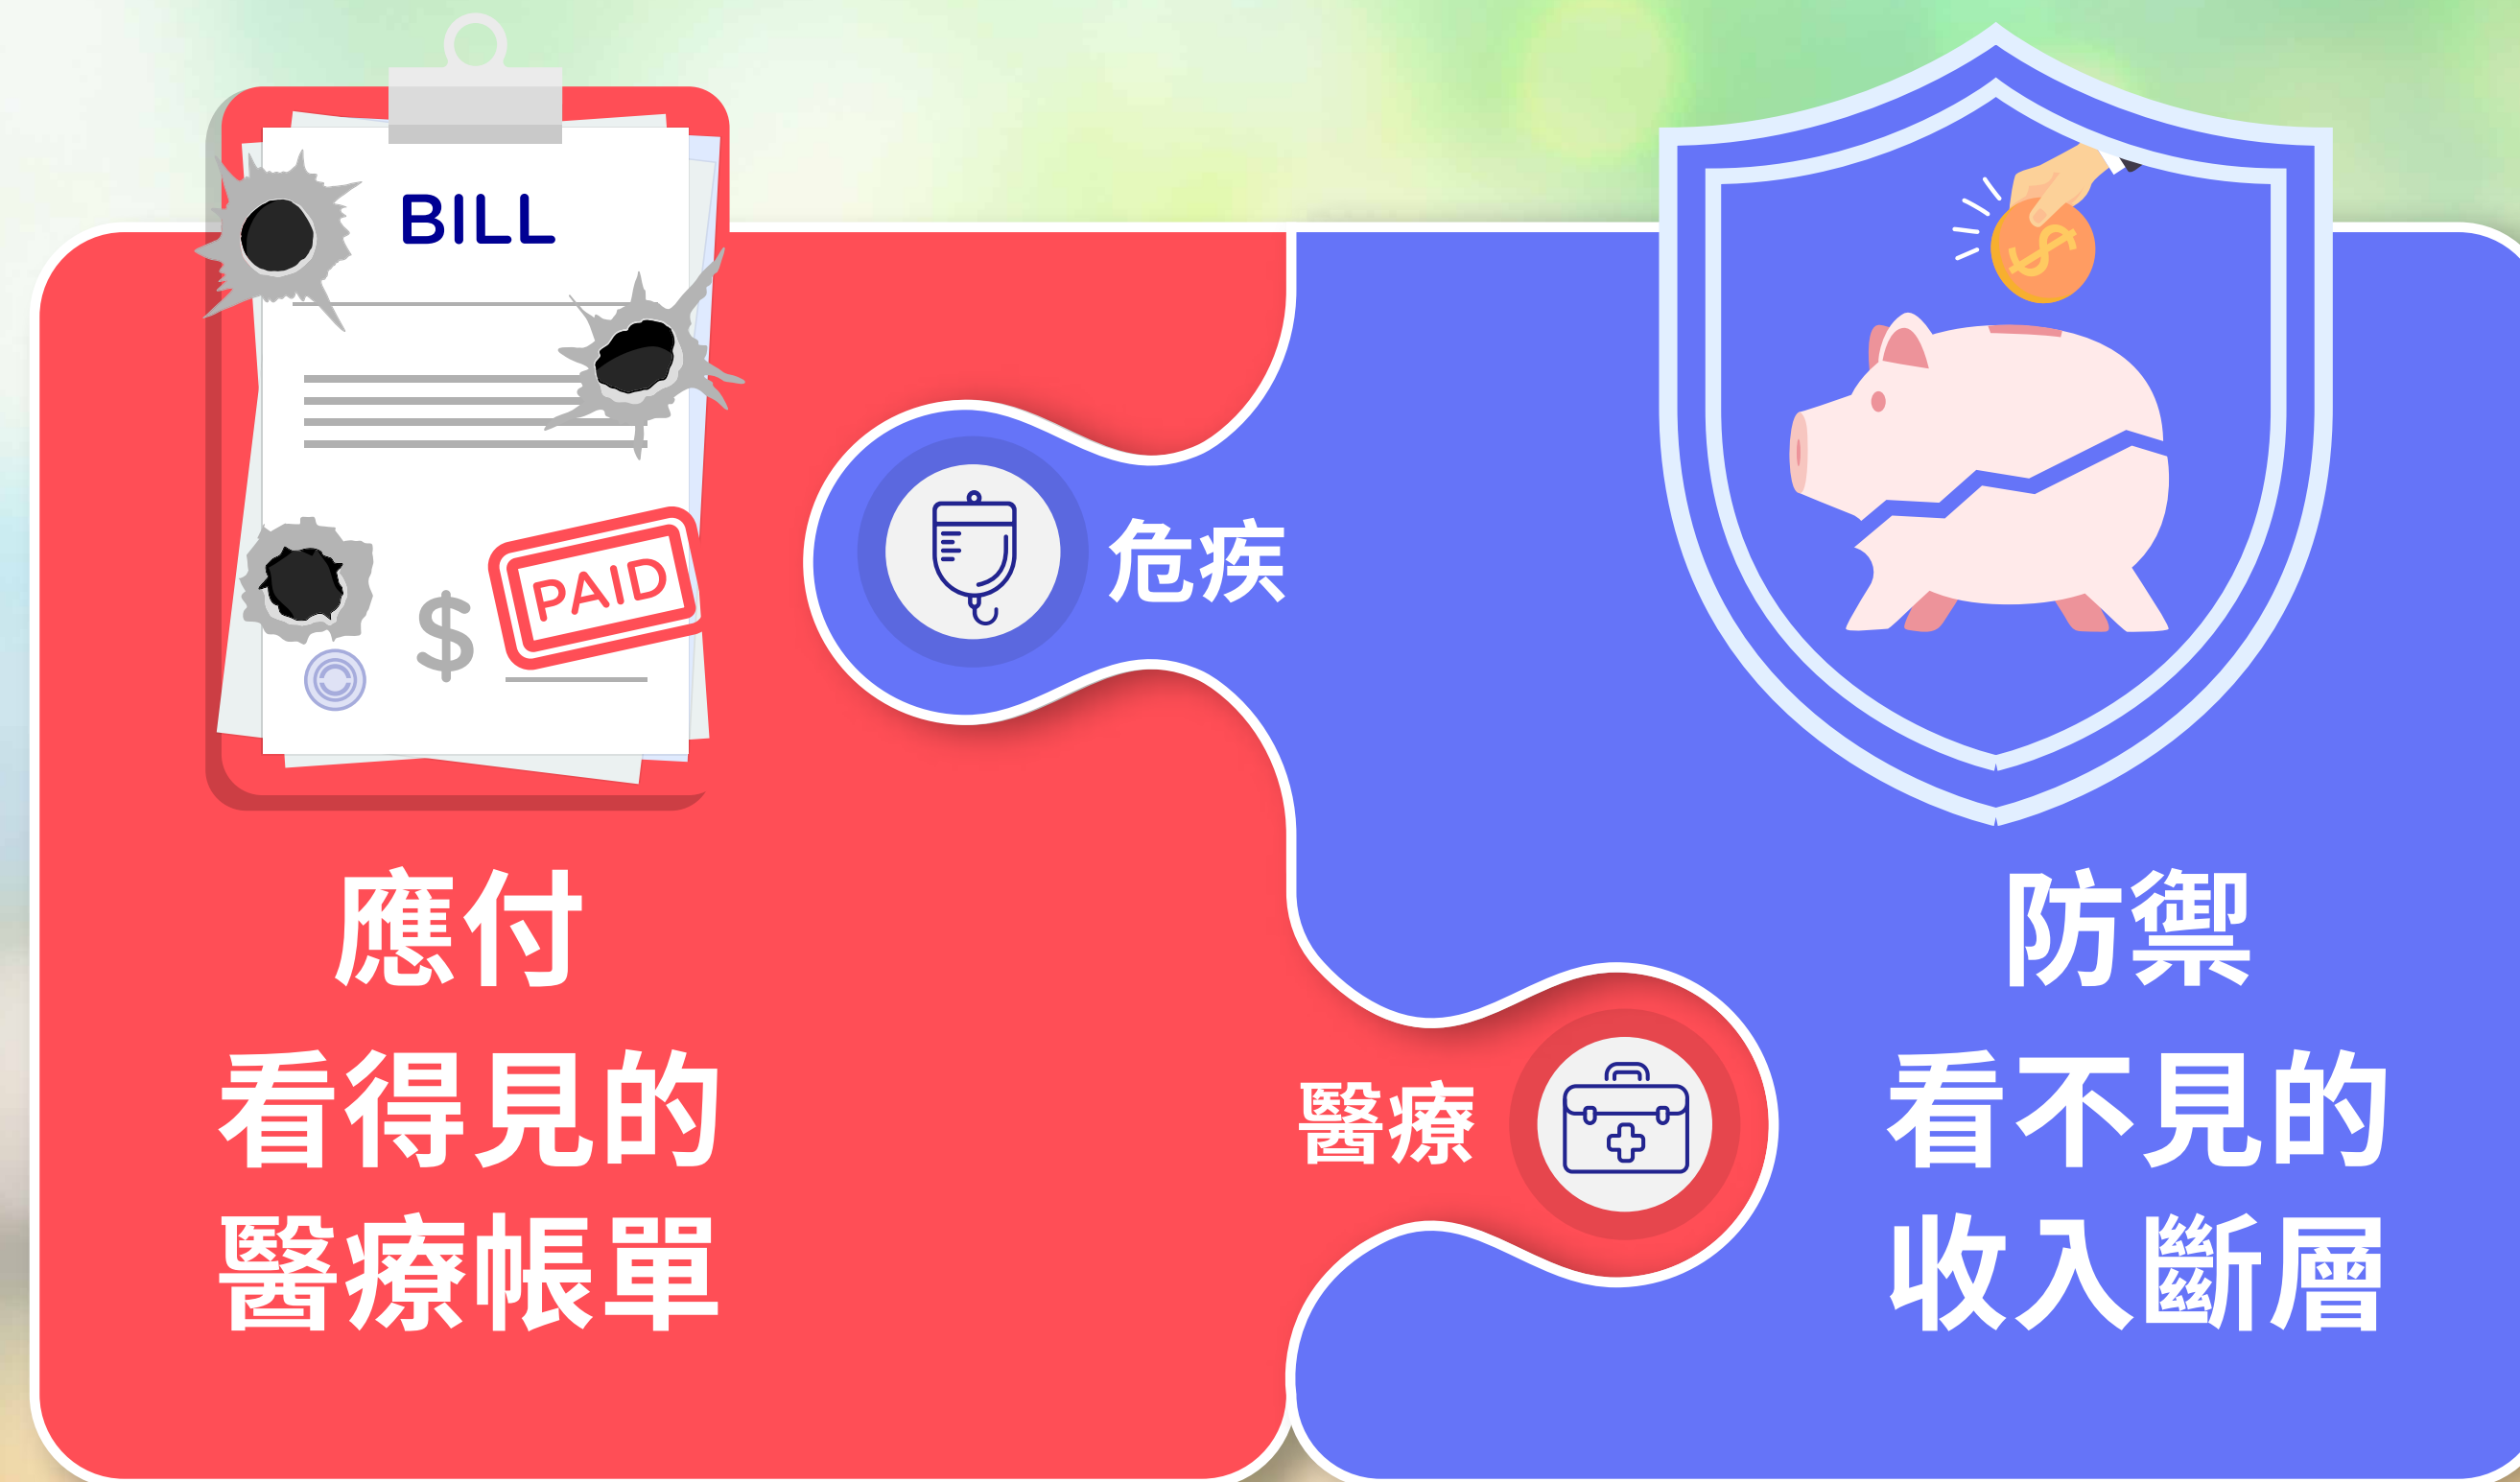 BILL
$
PAID
應付
看得見的
醫療帳單
危疾
醫療
$
防禦
看不見的
收入斷層